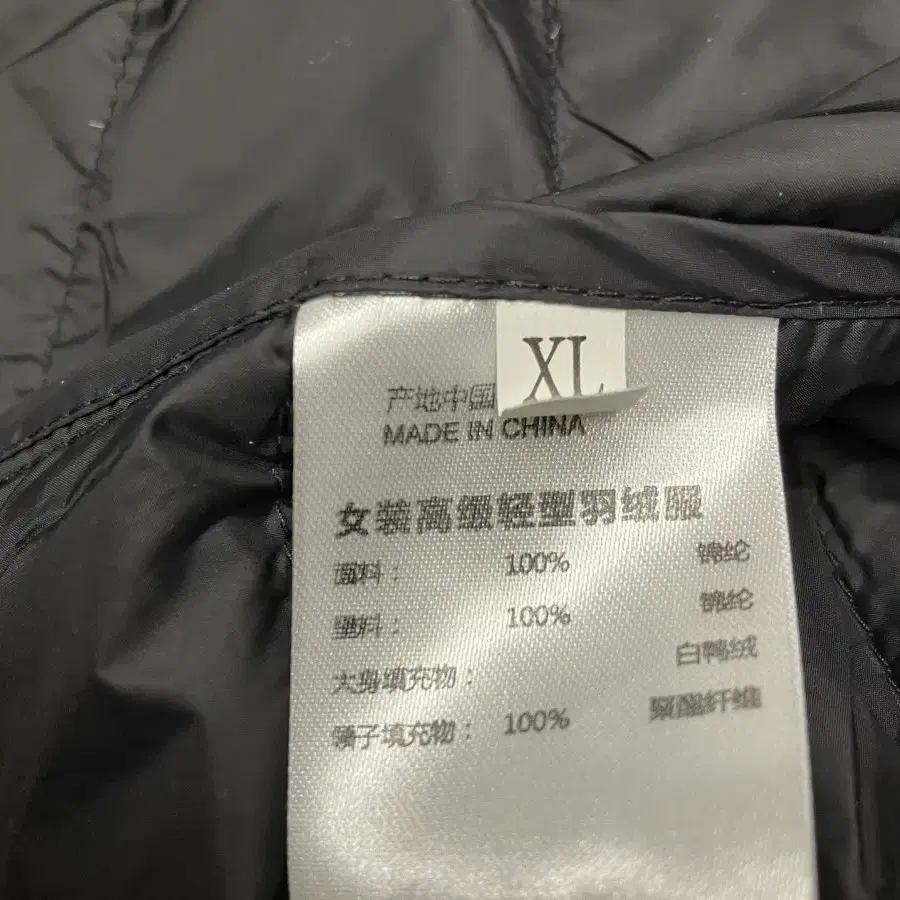 XL
产地中国
MADE IN CHINA
女装高级轻型羽绒服
面料： 100% 锦纶
塑料： 100% 锦纶
大身填充物： 白鸭绒
领子填充物： 100% 聚酯纤维